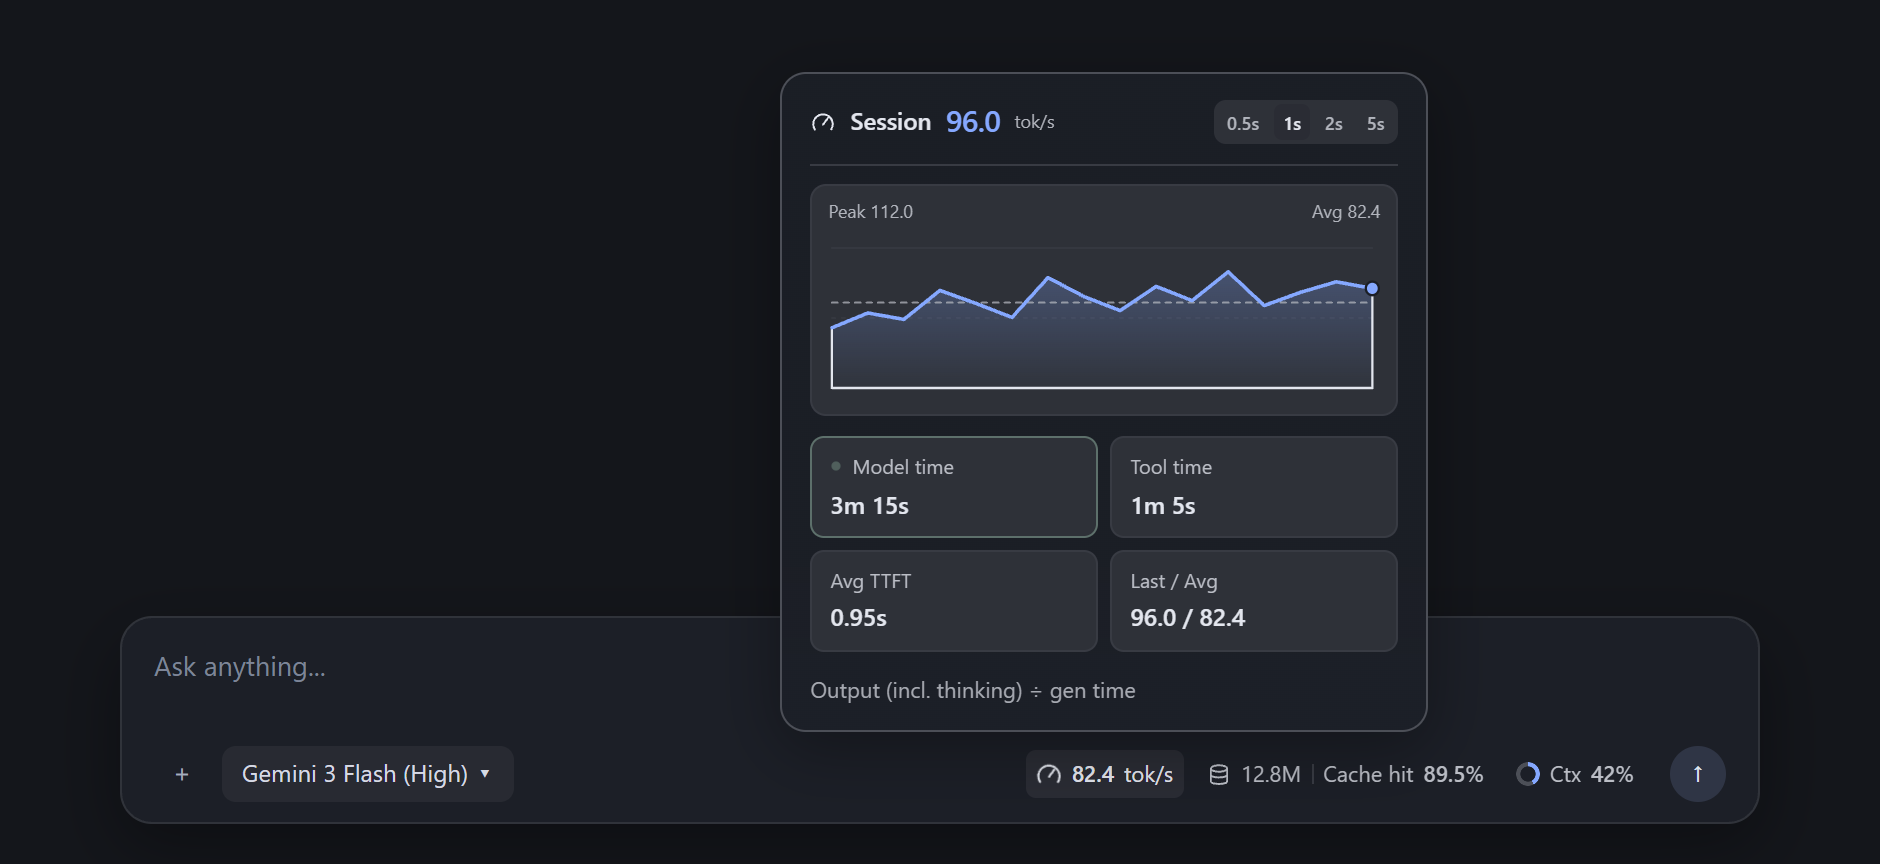 Session 96.0 tok/s 0.5s 1s 2s 5s
Peak 112.0 Avg 82.4
Model time
3m 15s
Tool time
1m 5s
Avg TTFT
0.95s
Last / Avg
96.0 / 82.4
Output (incl. thinking) ÷ gen time
Ask anything...
+ Gemini 3 Flash (High) ▾ 82.4 tok/s 12.8M | Cache hit 89.5% Ctx 42% ↑